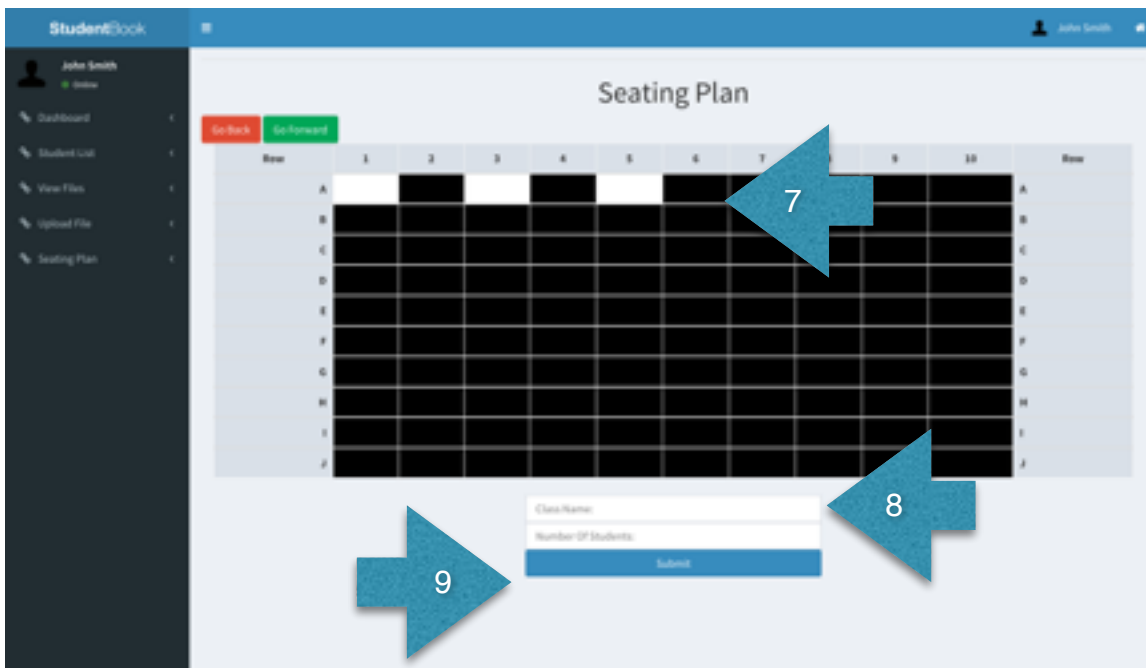 StudentBook
John Smith
John Smith
Online
Dashboard
Student List
View Files
Upload File
Seating Plan
Seating Plan
Go Back Go Forward
Row 1 2 3 4 5 6 7 8 9 10 Row
A A
7
B B
C C
D D
E E
F F
G G
H H
I I
J J
Class Name:
8
Number Of Students:
Submit
9